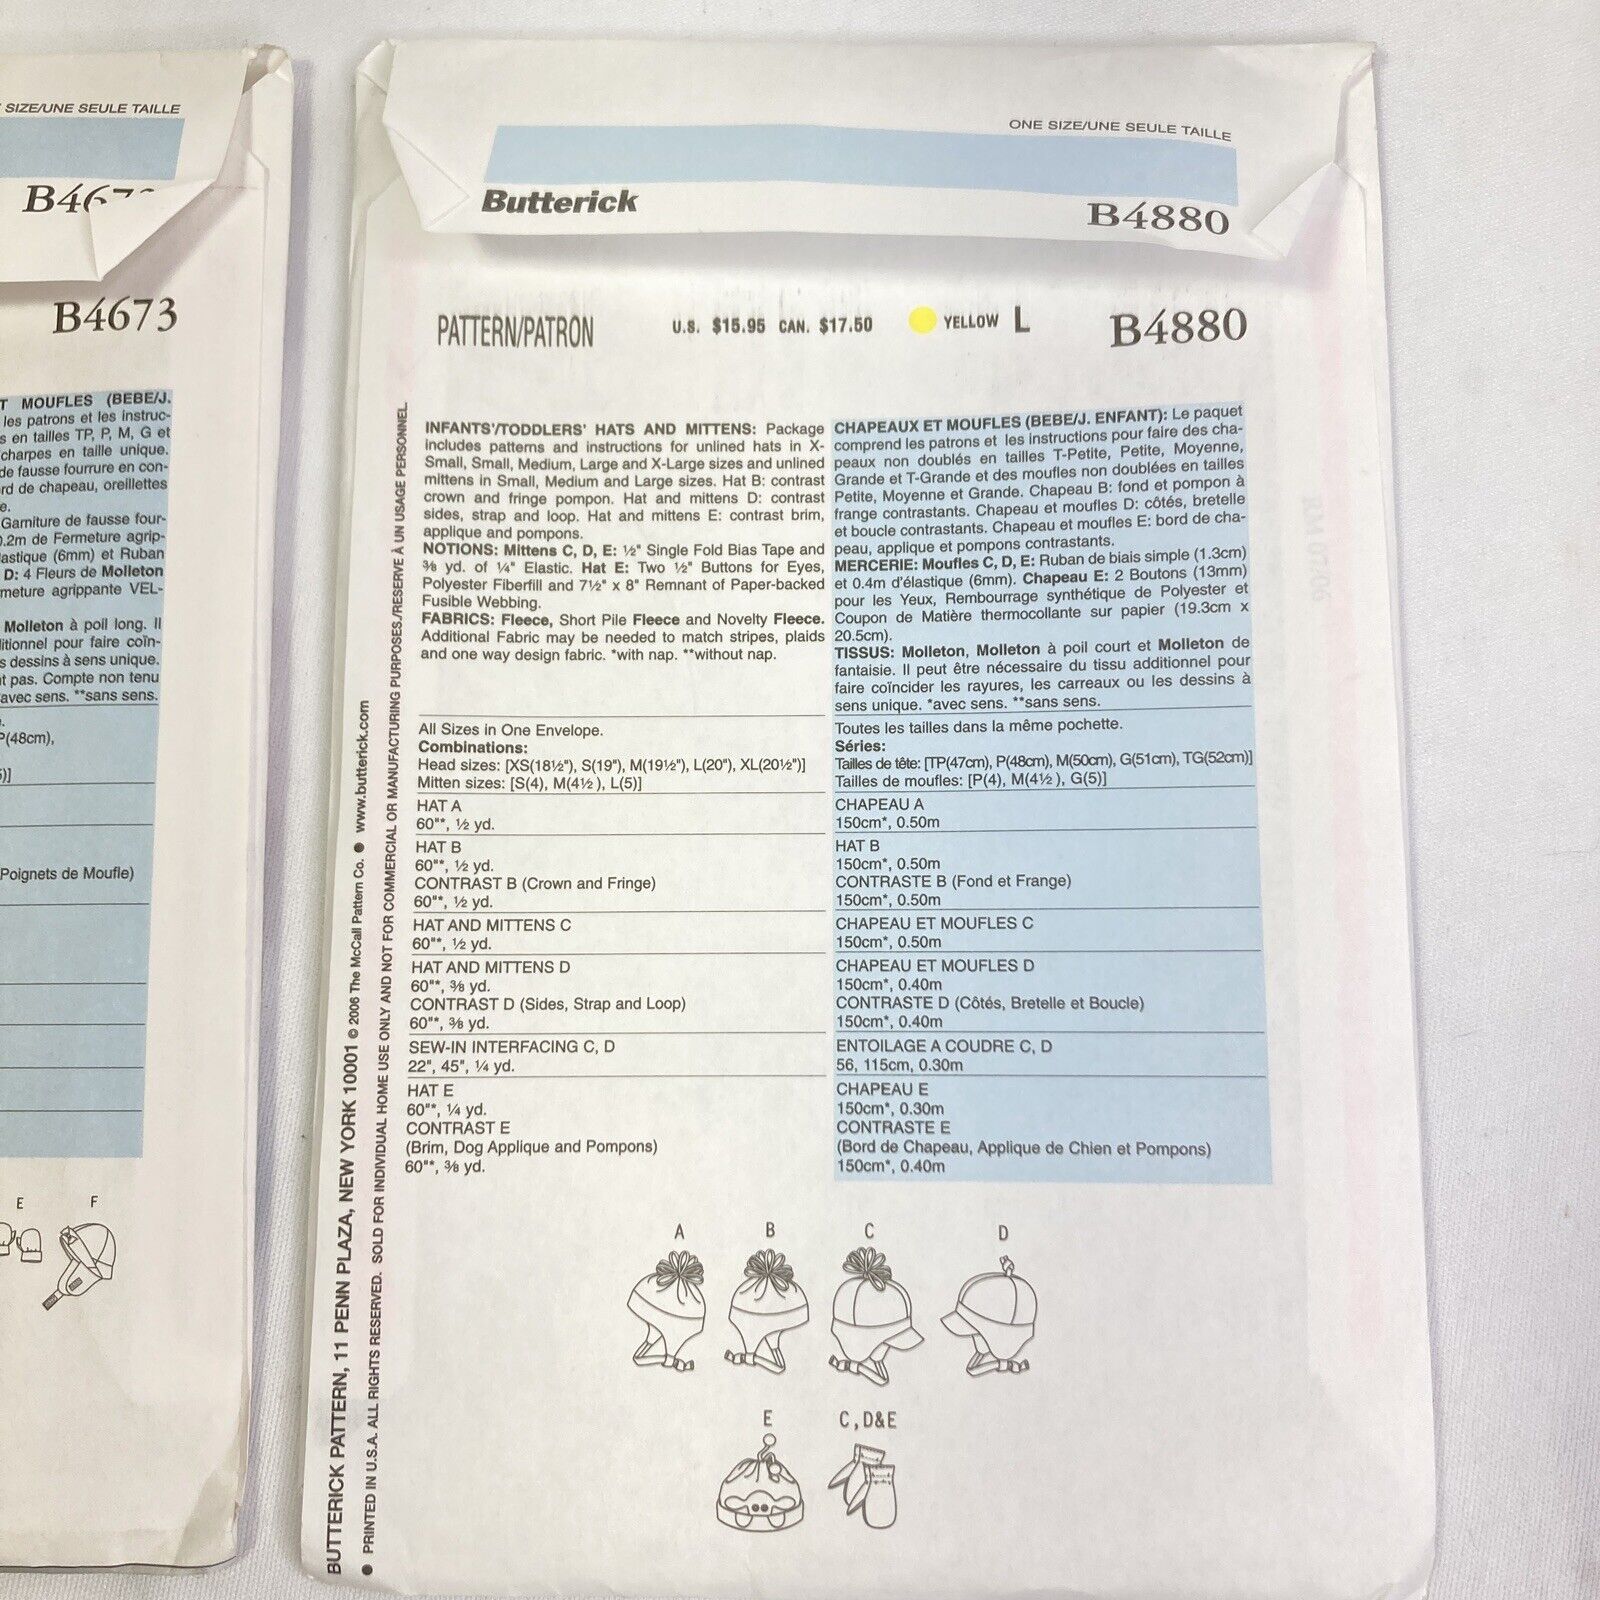 SIZE/UNE SEULE TAILLE
B467
B4673
T MOUFLES (BEBE/J.
les patrons et les instruc-
s en tailles TP, P, M, G et
charpes en taille unique.
de fausse fourrure en con-
rd de chapeau, oreillettes
e.
Garniture de fausse four-
0.2m de Fermeture agrip-
lastique (6mm) et Ruban
D: 4 Fleurs de Molleton
meture agrippante VEL-
Molleton à poil long. Il
litionnel pour faire coïn-
s dessins à sens unique.
t pas. Compte non tenu
avec sens. **sans sens.
P(48cm),
Poignets de Moufle)
E F
ONE SIZE/UNE SEULE TAILLE
Butterick
B4880
PATTERN/PATRON U.S. $15.95 CAN. $17.50 YELLOW L B4880
INFANTS'/TODDLERS' HATS AND MITTENS: Package
includes patterns and instructions for unlined hats in X-
Small, Small, Medium, Large and X-Large sizes and unlined
mittens in Small, Medium and Large sizes. Hat B: contrast
crown and fringe pompon. Hat and mittens D: contrast
sides, strap and loop. Hat and mittens E: contrast brim,
applique and pompons.
NOTIONS: Mittens C, D, E: ½" Single Fold Bias Tape and
⅜ yd. of ¼" Elastic. Hat E: Two ½" Buttons for Eyes,
Polyester Fiberfill and 7½" x 8" Remnant of Paper-backed
Fusible Webbing.
FABRICS: Fleece, Short Pile Fleece and Novelty Fleece.
Additional Fabric may be needed to match stripes, plaids
and one way design fabric. *with nap. **without nap.
All Sizes in One Envelope.
Combinations:
Head sizes: [XS(18½"), S(19"), M(19½"), L(20"), XL(20½")]
Mitten sizes: [S(4), M(4½), L(5)]
HAT A
60"*, ½ yd.
HAT B
60"*, ½ yd.
CONTRAST B (Crown and Fringe)
60"*, ½ yd.
HAT AND MITTENS C
60"*, ½ yd.
HAT AND MITTENS D
60"*, ⅜ yd.
CONTRAST D (Sides, Strap and Loop)
60"*, ⅜ yd.
SEW-IN INTERFACING C, D
22", 45", ¼ yd.
HAT E
60"*, ¼ yd.
CONTRAST E
(Brim, Dog Applique and Pompons)
60"*, ⅜ yd.
CHAPEAUX ET MOUFLES (BEBE/J. ENFANT): Le paquet
comprend les patrons et les instructions pour faire des cha-
peaux non doublés en tailles T-Petite, Petite, Moyenne,
Grande et T-Grande et des moufles non doublées en tailles
Petite, Moyenne et Grande. Chapeau B: fond et pompon à
frange contrastants. Chapeau et moufles D: côtés, bretelle
et boucle contrastants. Chapeau et moufles E: bord de cha-
peau, applique et pompons contrastants.
MERCERIE: Moufles C, D, E: Ruban de biais simple (1.3cm)
et 0.4m d'élastique (6mm). Chapeau E: 2 Boutons (13mm)
pour les Yeux, Rembourrage synthétique de Polyester et
Coupon de Matière thermocollante sur papier (19.3cm x
20.5cm).
TISSUS: Molleton, Molleton à poil court et Molleton de
fantaisie. Il peut être nécessaire du tissu additionnel pour
faire coïncider les rayures, les carreaux ou les dessins à
sens unique. *avec sens. **sans sens.
Toutes les tailles dans la même pochette.
Séries:
Tailles de tête: [TP(47cm), P(48cm), M(50cm), G(51cm), TG(52cm)]
Tailles de moufles: [P(4), M(4½), G(5)]
CHAPEAU A
150cm*, 0.50m
HAT B
150cm*, 0.50m
CONTRASTE B (Fond et Frange)
150cm*, 0.50m
CHAPEAU ET MOUFLES C
150cm*, 0.50m
CHAPEAU ET MOUFLES D
150cm*, 0.40m
CONTRASTE D (Côtés, Bretelle et Boucle)
150cm*, 0.40m
ENTOILAGE A COUDRE C, D
56, 115cm, 0.30m
CHAPEAU E
150cm*, 0.30m
CONTRASTE E
(Bord de Chapeau, Applique de Chien et Pompons)
150cm*, 0.40m
A B C D
E C,D&E
BUTTERICK PATTERN, 11 PENN PLAZA, NEW YORK 10001 © 2006 The McCall Pattern Co. ● www.butterick.com
● PRINTED IN U.S.A. ALL RIGHTS RESERVED. SOLD FOR INDIVIDUAL HOME USE ONLY AND NOT FOR COMMERCIAL OR MANUFACTURING PURPOSES./RESERVE À UN USAGE PERSONNEL.